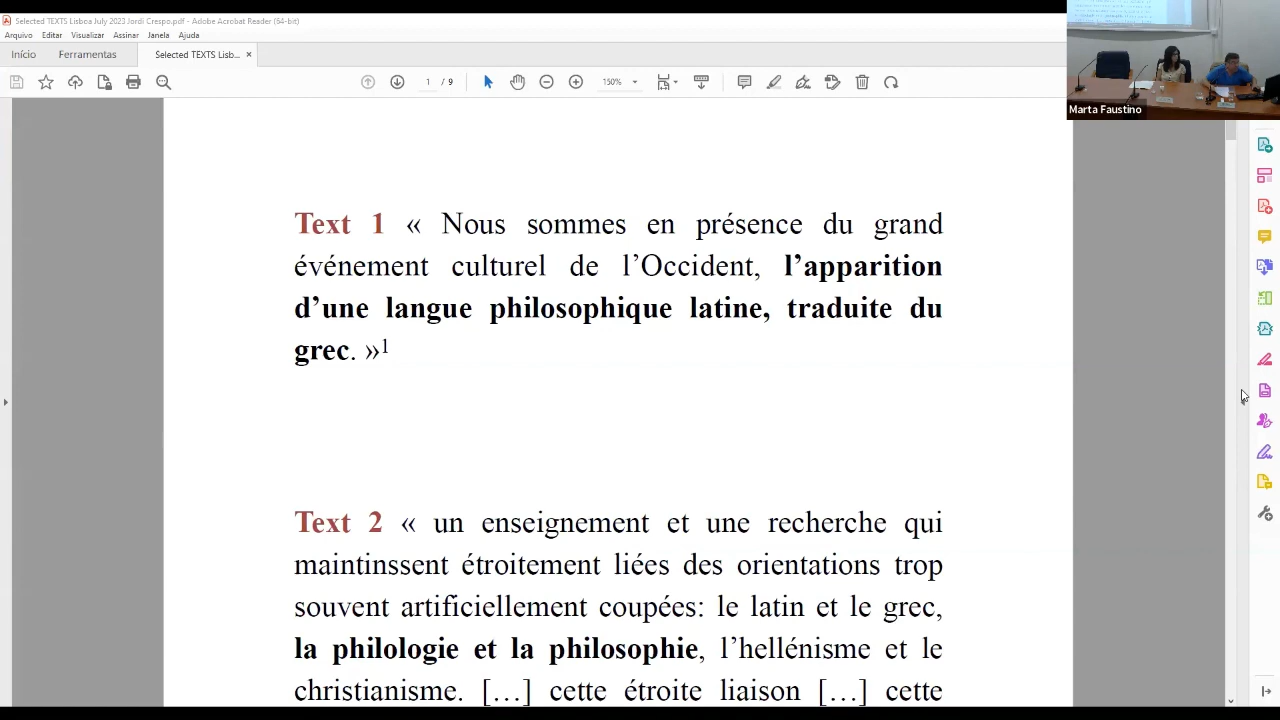 Selected TEXTS Lisboa July 2023 Jordi Crespo.pdf - Adobe Acrobat Reader (64-bit)
Arquivo Editar Visualizar Assinar Janela Ajuda
Início Ferramentas Selected TEXTS Lisb... ×
1 / 9 150%
Marta Faustino
Text 1 « Nous sommes en présence du grand
événement culturel de l’Occident, l’apparition
d’une langue philosophique latine, traduite du
grec. »1
Text 2 « un enseignement et une recherche qui
maintinssent étroitement liées des orientations trop
souvent artificiellement coupées: le latin et le grec,
la philologie et la philosophie, l’hellénisme et le
christianisme. […] cette étroite liaison […] cette